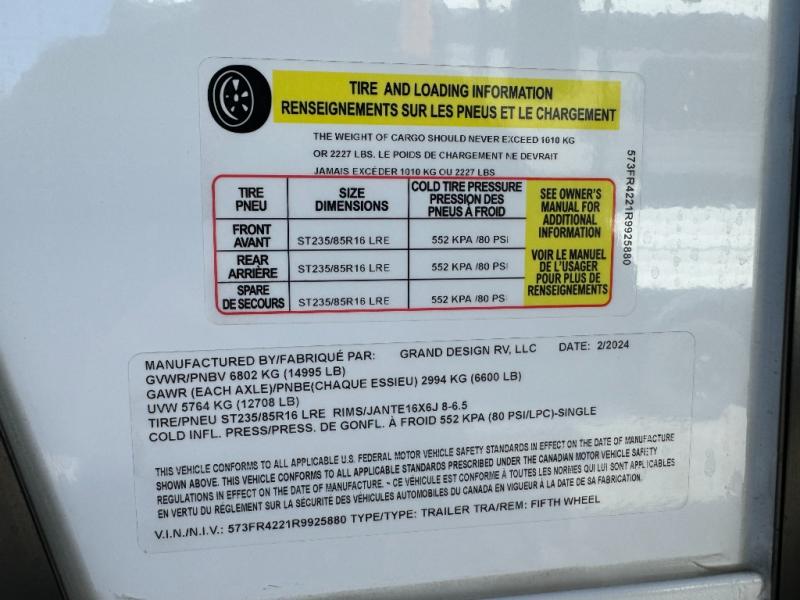 TIRE AND LOADING INFORMATION
RENSEIGNEMENTS SUR LES PNEUS ET LE CHARGEMENT
THE WEIGHT OF CARGO SHOULD NEVER EXCEED 1010 KG
OR 2227 LBS. LE POIDS DE CHARGEMENT NE DEVRAIT
JAMAIS EXCÉDER 1010 KG OU 2227 LBS
TIRE
PNEU
SIZE
DIMENSIONS
COLD TIRE PRESSURE
PRESSION DES
PNEUS À FROID
FRONT
AVANT
ST235/85R16 LRE
552 KPA /80 PSI
REAR
ARRIÈRE
ST235/85R16 LRE
552 KPA /80 PSI
SPARE
DE SECOURS
ST235/85R16 LRE
552 KPA /80 PSI
SEE OWNER'S
MANUAL FOR
ADDITIONAL
INFORMATION
VOIR LE MANUEL
DE L'USAGER
POUR PLUS DE
RENSEIGNEMENTS
573FR4221R9925880
MANUFACTURED BY/FABRIQUÉ PAR: GRAND DESIGN RV, LLC DATE: 2/2024
GVWR/PNBV 6802 KG (14995 LB)
GAWR (EACH AXLE)/PNBE(CHAQUE ESSIEU) 2994 KG (6600 LB)
UVW 5764 KG (12708 LB)
TIRE/PNEU ST235/85R16 LRE RIMS/JANTE16X6J 8-6.5
COLD INFL. PRESS/PRESS. DE GONFL. À FROID 552 KPA (80 PSI/LPC)-SINGLE
THIS VEHICLE CONFORMS TO ALL APPLICABLE U.S. FEDERAL MOTOR VEHICLE SAFETY STANDARDS IN EFFECT ON THE DATE OF MANUFACTURE
SHOWN ABOVE. THIS VEHICLE CONFORMS TO ALL APPLICABLE STANDARDS PRESCRIBED UNDER THE CANADIAN MOTOR VEHICLE SAFETY
REGULATIONS IN EFFECT ON THE DATE OF MANUFACTURE. - CE VÉHICULE EST CONFORME À TOUTES LES NORMES QUI LUI SONT APPLICABLES
EN VERTU DU RÈGLEMENT SUR LA SÉCURITÉ DES VÉHICULES AUTOMOBILES DU CANADA EN VIGUEUR À LA DATE DE SA FABRICATION.
V.I.N./N.I.V.: 573FR4221R9925880 TYPE/TYPE: TRAILER TRA/REM: FIFTH WHEEL